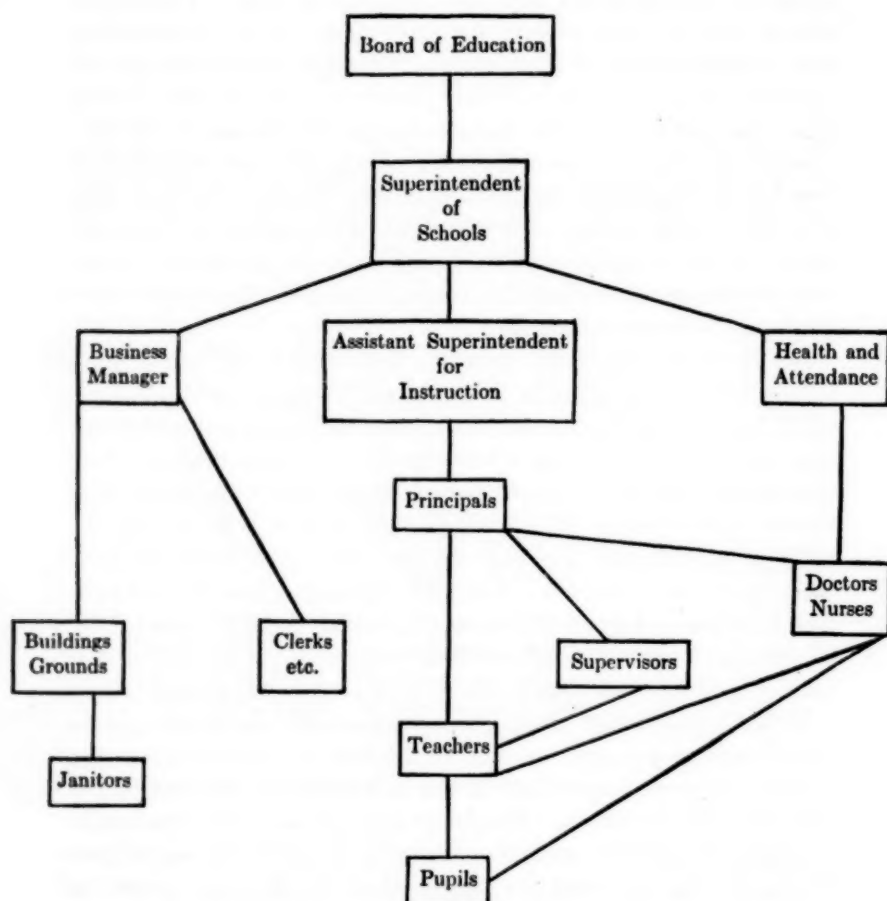 Board of Education
Superintendent
of
Schools
Business
Manager
Assistant Superintendent
for
Instruction
Health and
Attendance
Principals
Doctors
Nurses
Buildings
Grounds
Clerks
etc.
Supervisors
Teachers
Janitors
Pupils